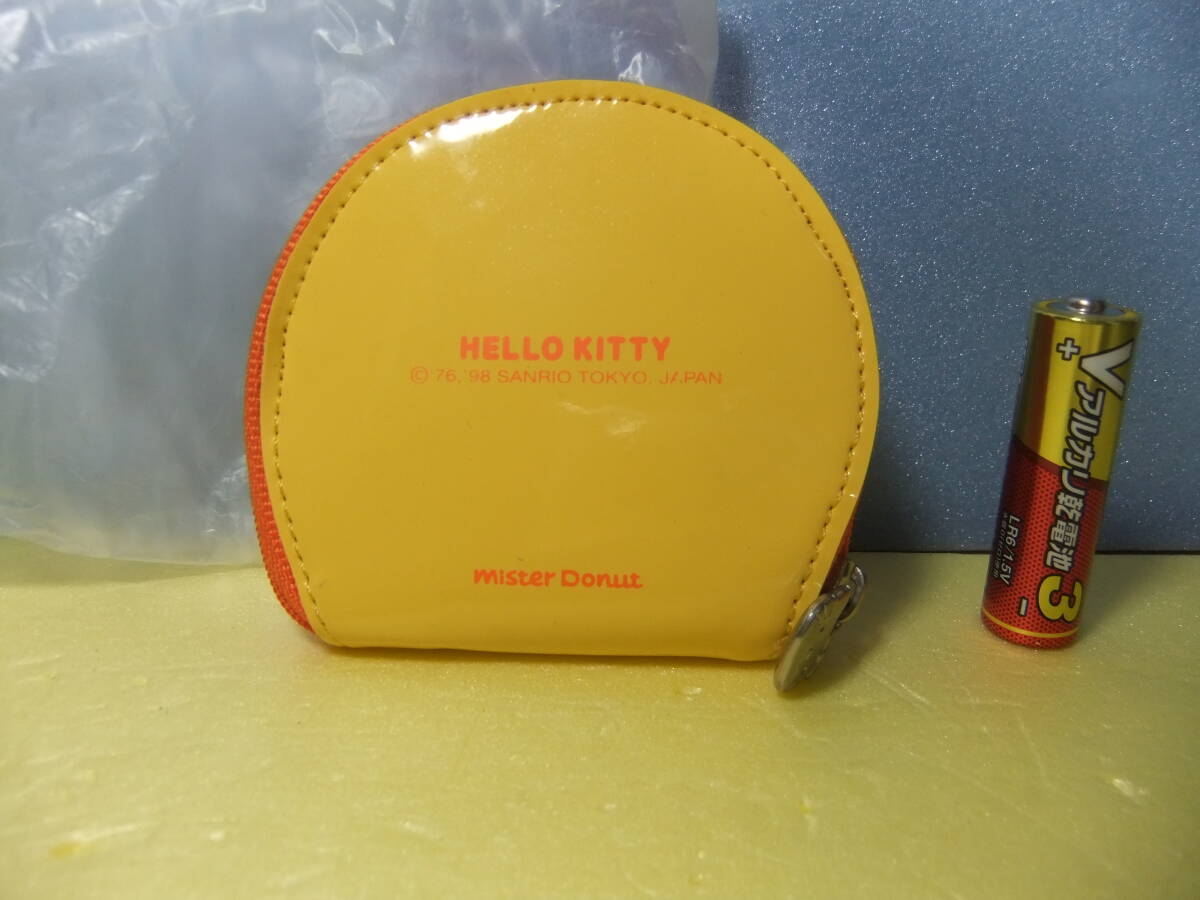 HELLO KITTY
© 76,'98 SANRIO TOKYO. JAPAN
mister Donut
+
V アルカリ乾電池 3
LR6/1.5V
-